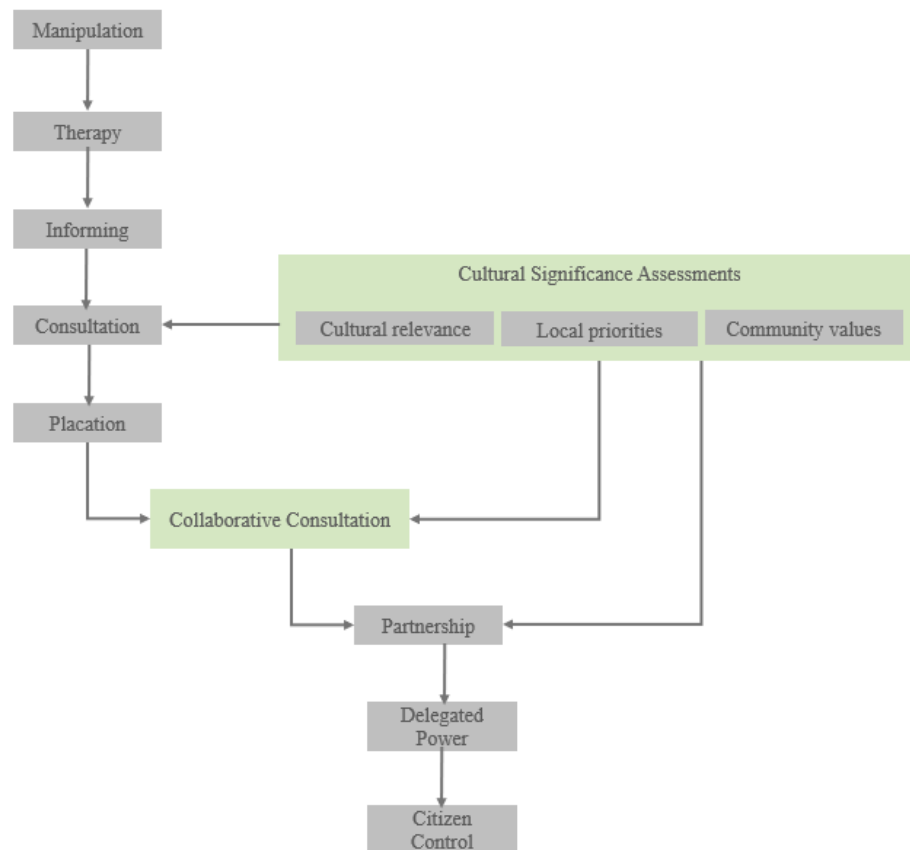 Manipulation
Therapy
Informing
Cultural Significance Assessments
Consultation
Cultural relevance
Local priorities
Community values
Placation
Collaborative Consultation
Partnership
Delegated
Power
Citizen
Control